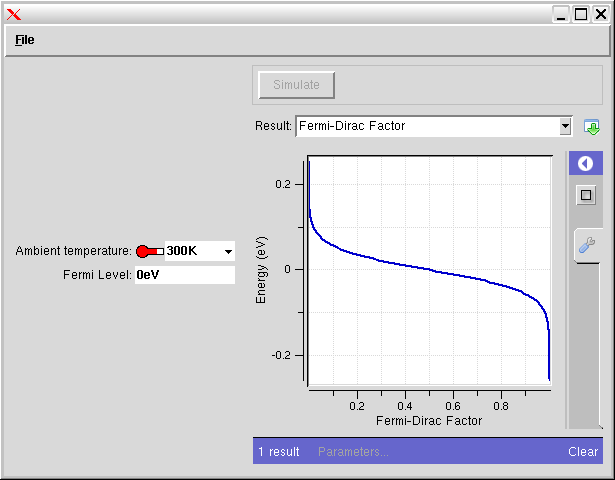 File
Simulate
Result: Fermi-Dirac Factor
Ambient temperature: 300K
Fermi Level: 0eV
Energy (eV)
0.2
0
-0.2
0.2 0.4 0.6 0.8
Fermi-Dirac Factor
1 result Parameters... Clear